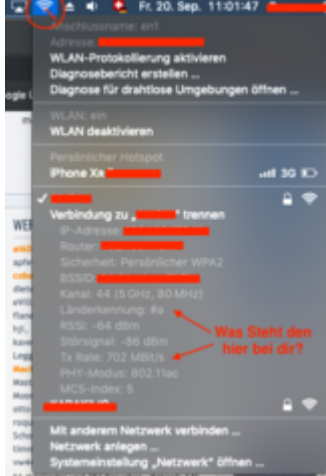 Fr. 20. Sep. 11:01:47
Anschlussname: en1
Adresse:
WLAN-Protokollierung aktivieren
Diagnosebericht erstellen ...
Diagnose für drahtlose Umgebungen öffnen ...
WLAN: ein
WLAN deaktivieren
Persönlicher Hotspot
iPhone Xs
3G
Verbindung zu „ “ trennen
IP-Adresse:
Router:
Sicherheit: Persönlicher WPA2
BSSID:
Kanal: 44 (5 GHz, 80 MHz)
Länderkennung: #a
RSSI: -64 dBm
Störsignal: -86 dBm
Tx Rate: 702 MBit/s
PHY-Modus: 802.11ac
MCS-Index: 5
Was Steht den
hier bei dir?
Mit anderem Netzwerk verbinden ...
Netzwerk anlegen ...
Systemeinstellung „Netzwerk“ öffnen ...